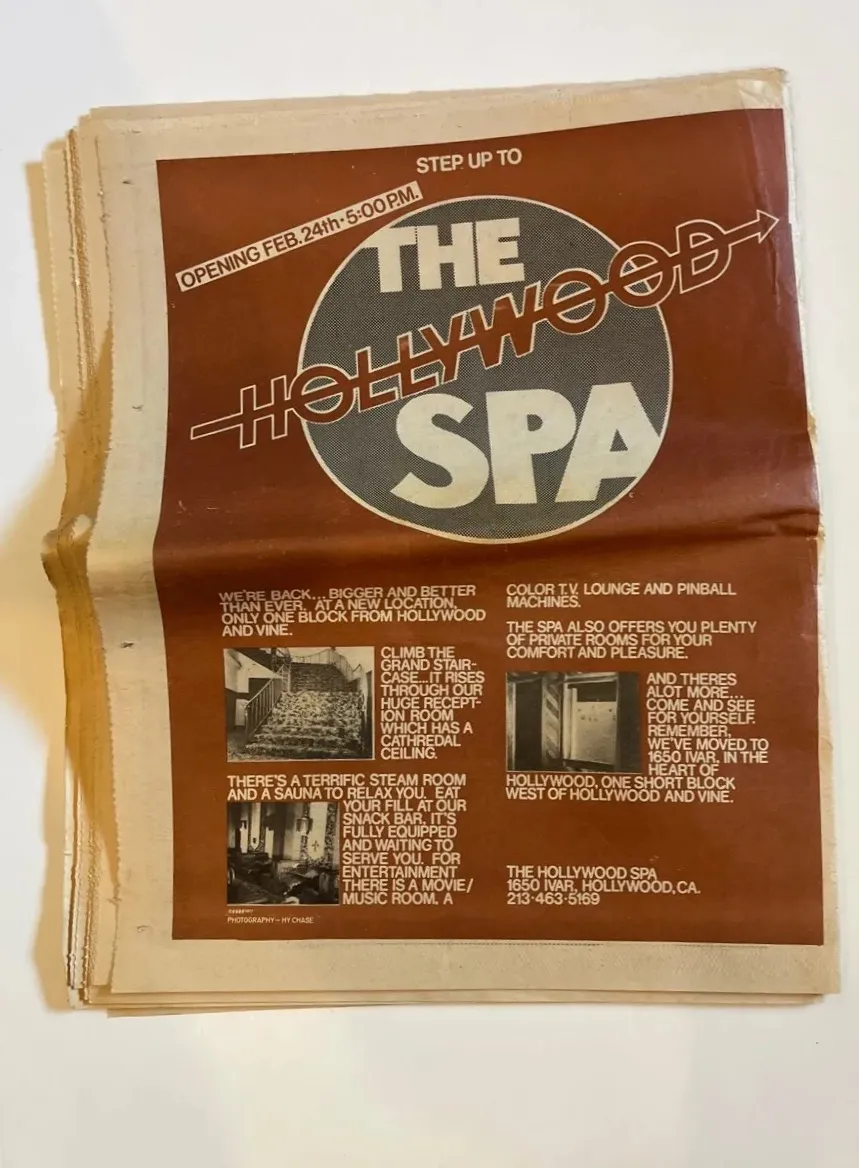 STEP UP TO
OPENING FEB. 24th·5:00 P.M.
THE
HOLLYWOOD
SPA
WE'RE BACK...BIGGER AND BETTER
THAN EVER, AT A NEW LOCATION,
ONLY ONE BLOCK FROM HOLLYWOOD
AND VINE.
CLIMB THE
GRAND STAIR-
CASE...IT RISES
THROUGH OUR
HUGE RECEPT-
ION ROOM
WHICH HAS A
CATHREDAL
CEILING.
THERE'S A TERRIFIC STEAM ROOM
AND A SAUNA TO RELAX YOU. EAT
YOUR FILL AT OUR
SNACK BAR, IT'S
FULLY EQUIPPED
AND WAITING TO
SERVE YOU. FOR
ENTERTAINMENT
THERE IS A MOVIE/
MUSIC ROOM. A
PHOTOGRAPHY – HY CHASE
COLOR T.V. LOUNGE AND PINBALL
MACHINES.
THE SPA ALSO OFFERS YOU PLENTY
OF PRIVATE ROOMS FOR YOUR
COMFORT AND PLEASURE.
AND THERES
ALOT MORE...
COME AND SEE
FOR YOURSELF.
REMEMBER,
WE'VE MOVED TO
1650 IVAR, IN THE
HEART OF
HOLLYWOOD, ONE SHORT BLOCK
WEST OF HOLLYWOOD AND VINE.
THE HOLLYWOOD SPA
1650 IVAR, HOLLYWOOD, CA.
213·463·5169